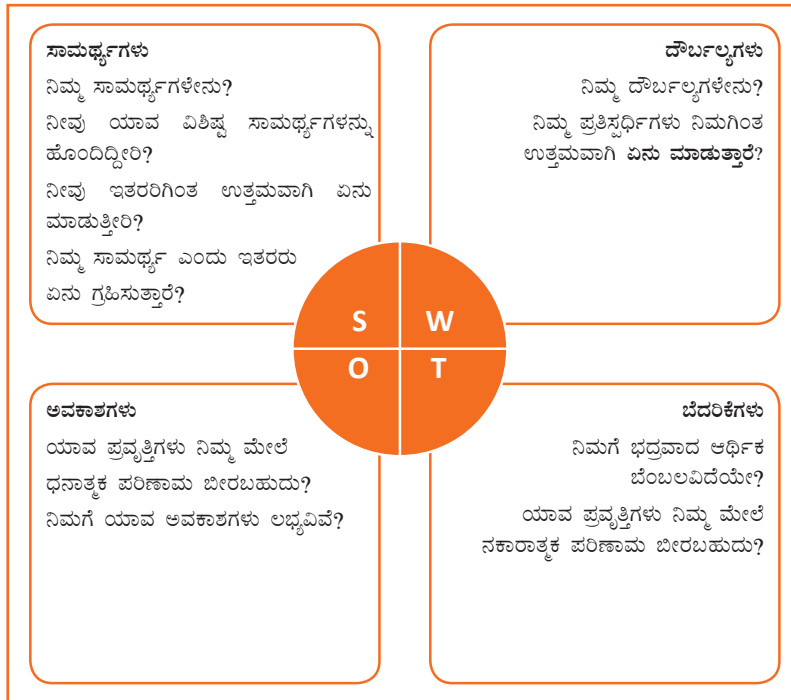 ಸಾಮರ್ಥ್ಯಗಳು
ನಿಮ್ಮ ಸಾಮರ್ಥ್ಯಗಳೇನು?
ನೀವು ಯಾವ ವಿಶಿಷ್ಟ ಸಾಮರ್ಥ್ಯಗಳನ್ನು
ಹೊಂದಿದ್ದೀರಿ?
ನೀವು ಇತರರಿಗಿಂತ ಉತ್ತಮವಾಗಿ ಏನು
ಮಾಡುತ್ತೀರಿ?
ನಿಮ್ಮ ಸಾಮರ್ಥ್ಯ ಎಂದು ಇತರರು
ಏನು ಗ್ರಹಿಸುತ್ತಾರೆ?
ದೌರ್ಬಲ್ಯಗಳು
ನಿಮ್ಮ ದೌರ್ಬಲ್ಯಗಳೇನು?
ನಿಮ್ಮ ಪ್ರತಿಸ್ಪರ್ಧಿಗಳು ನಿಮಗಿಂತ
ಉತ್ತಮವಾಗಿ ಏನು ಮಾಡುತ್ತಾರೆ?
S W
O T
ಅವಕಾಶಗಳು
ಯಾವ ಪ್ರವೃತ್ತಿಗಳು ನಿಮ್ಮ ಮೇಲೆ
ಧನಾತ್ಮಕ ಪರಿಣಾಮ ಬೀರಬಹುದು?
ನಿಮಗೆ ಯಾವ ಅವಕಾಶಗಳು ಲಭ್ಯವಿವೆ?
ಬೆದರಿಕೆಗಳು
ನಿಮಗೆ ಭದ್ರವಾದ ಆರ್ಥಿಕ
ಬೆಂಬಲವಿದೆಯೇ?
ಯಾವ ಪ್ರವೃತ್ತಿಗಳು ನಿಮ್ಮ ಮೇಲೆ
ನಕಾರಾತ್ಮಕ ಪರಿಣಾಮ ಬೀರಬಹುದು?